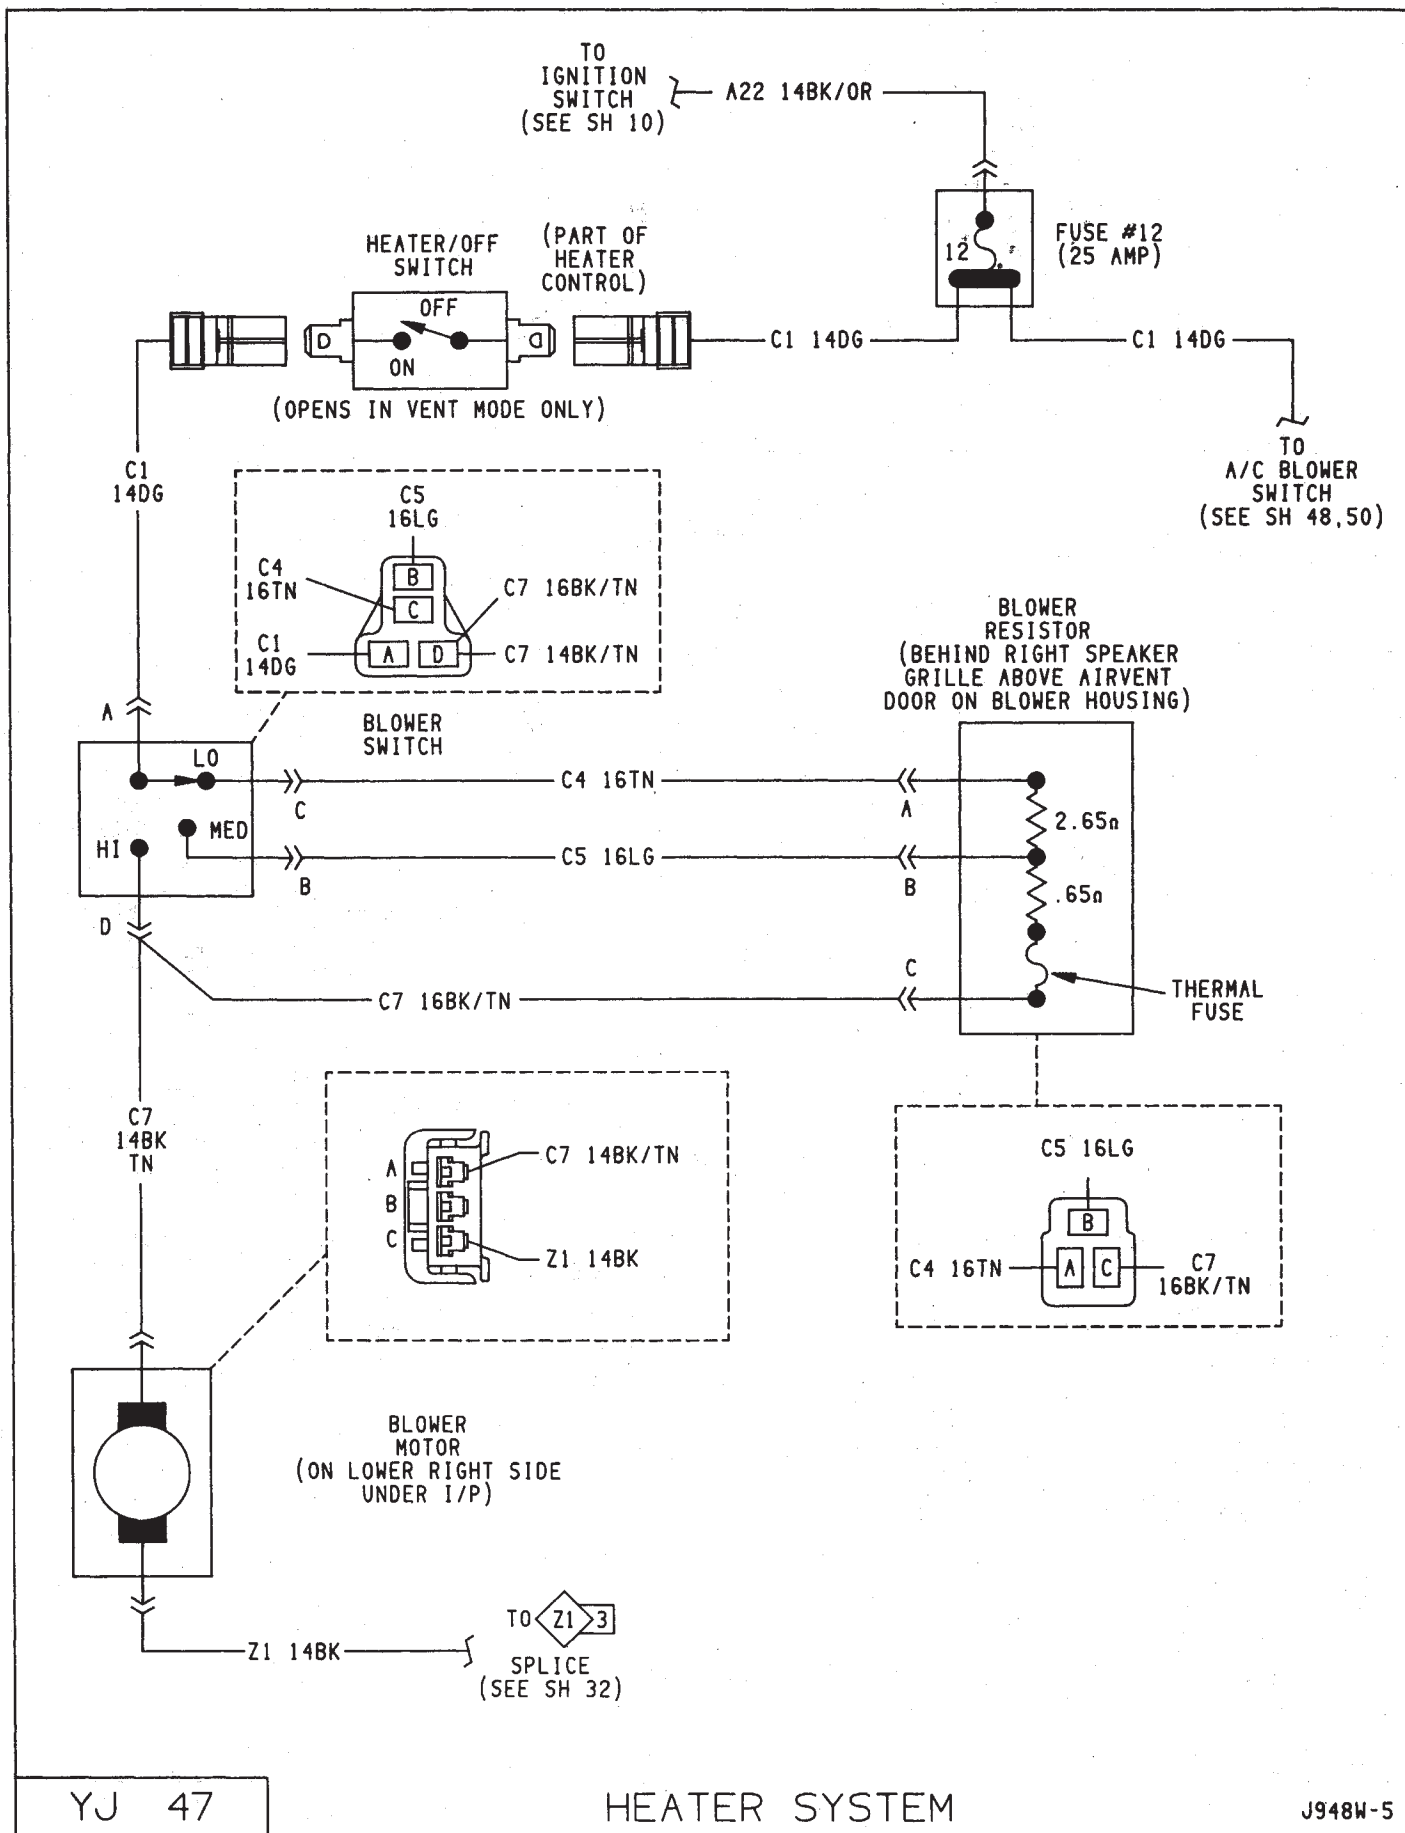 TO
IGNITION
SWITCH
(SEE SH 10)
A22 14BK/OR
12
FUSE #12
(25 AMP)
HEATER/OFF
SWITCH
(PART OF
HEATER
CONTROL)
OFF
D
D
ON
(OPENS IN VENT MODE ONLY)
C1 14DG
C1 14DG
TO
A/C BLOWER
SWITCH
(SEE SH 48,50)
C1
14DG
C5
16LG
B
C4
16TN
C
C7 16BK/TN
C1
14DG
A
D
C7 14BK/TN
BLOWER
RESISTOR
(BEHIND RIGHT SPEAKER
GRILLE ABOVE AIRVENT
DOOR ON BLOWER HOUSING)
A
BLOWER
SWITCH
LO
C4 16TN
C
A
2.65Ω
MED
HI
C5 16LG
B
B
.65Ω
D
C
C7 16BK/TN
THERMAL
FUSE
C7
14BK
TN
A
C7 14BK/TN
B
C
Z1 14BK
C5 16LG
B
C4 16TN
A
C
C7
16BK/TN
BLOWER
MOTOR
(ON LOWER RIGHT SIDE
UNDER I/P)
TO Z1 3
Z1 14BK
SPLICE
(SEE SH 32)
YJ 47
HEATER SYSTEM
J948W-5